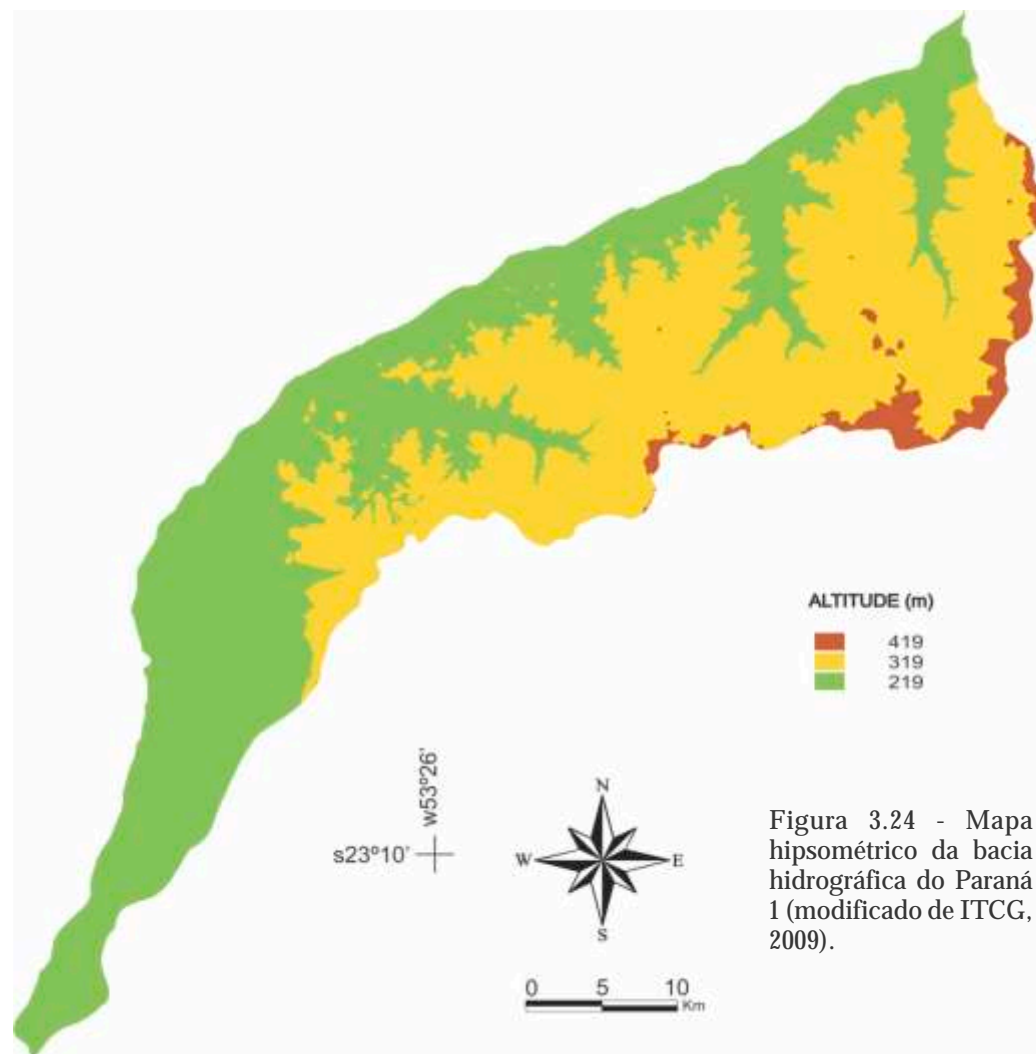 ALTITUDE (m)
419
319
219
w53º26'
s23º10'
N
W
E
S
0 5 10
Km
Figura 3.24 - Mapa
hipsométrico da bacia
hidrográfica do Paraná
1 (modificado de ITCG,
2009).